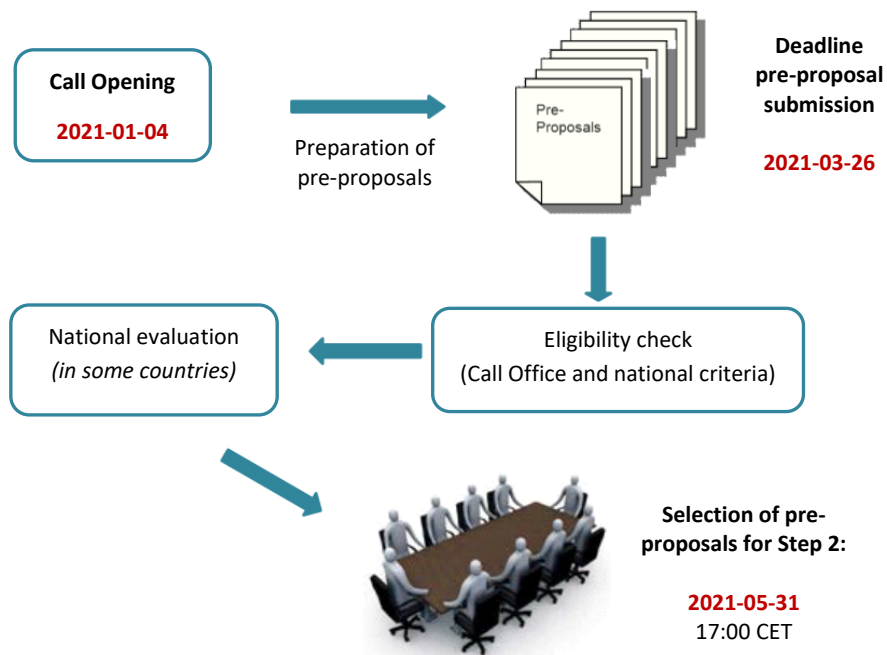 Call Opening
2021-01-04
Preparation of
pre-proposals
Pre-
Proposals
Deadline
pre-proposal
submission
2021-03-26
National evaluation
(in some countries)
Eligibility check
(Call Office and national criteria)
Selection of pre-
proposals for Step 2:
2021-05-31
17:00 CET